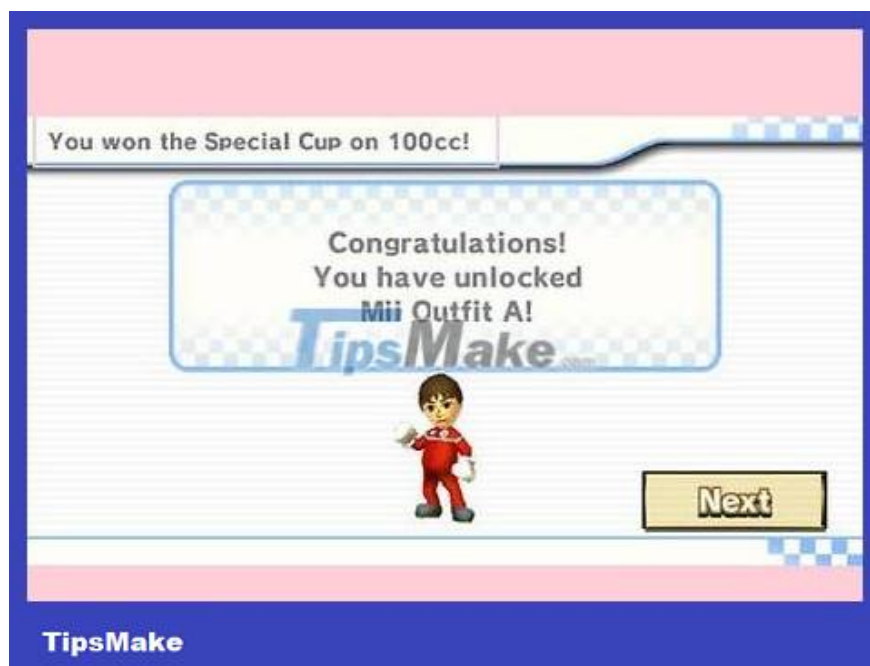 You won the Special Cup on 100cc!
Congratulations!
You have unlocked
Mii Outfit A!
TipsMake
Next
TipsMake